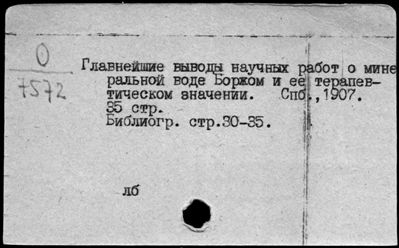 О
7572
Главнейшие выводы научных работ о мине
ральной воде Боржом и ее терапев-
тическом значении. Спб.,1907.
35 стр.
Библиогр. стр.30-35.
лб